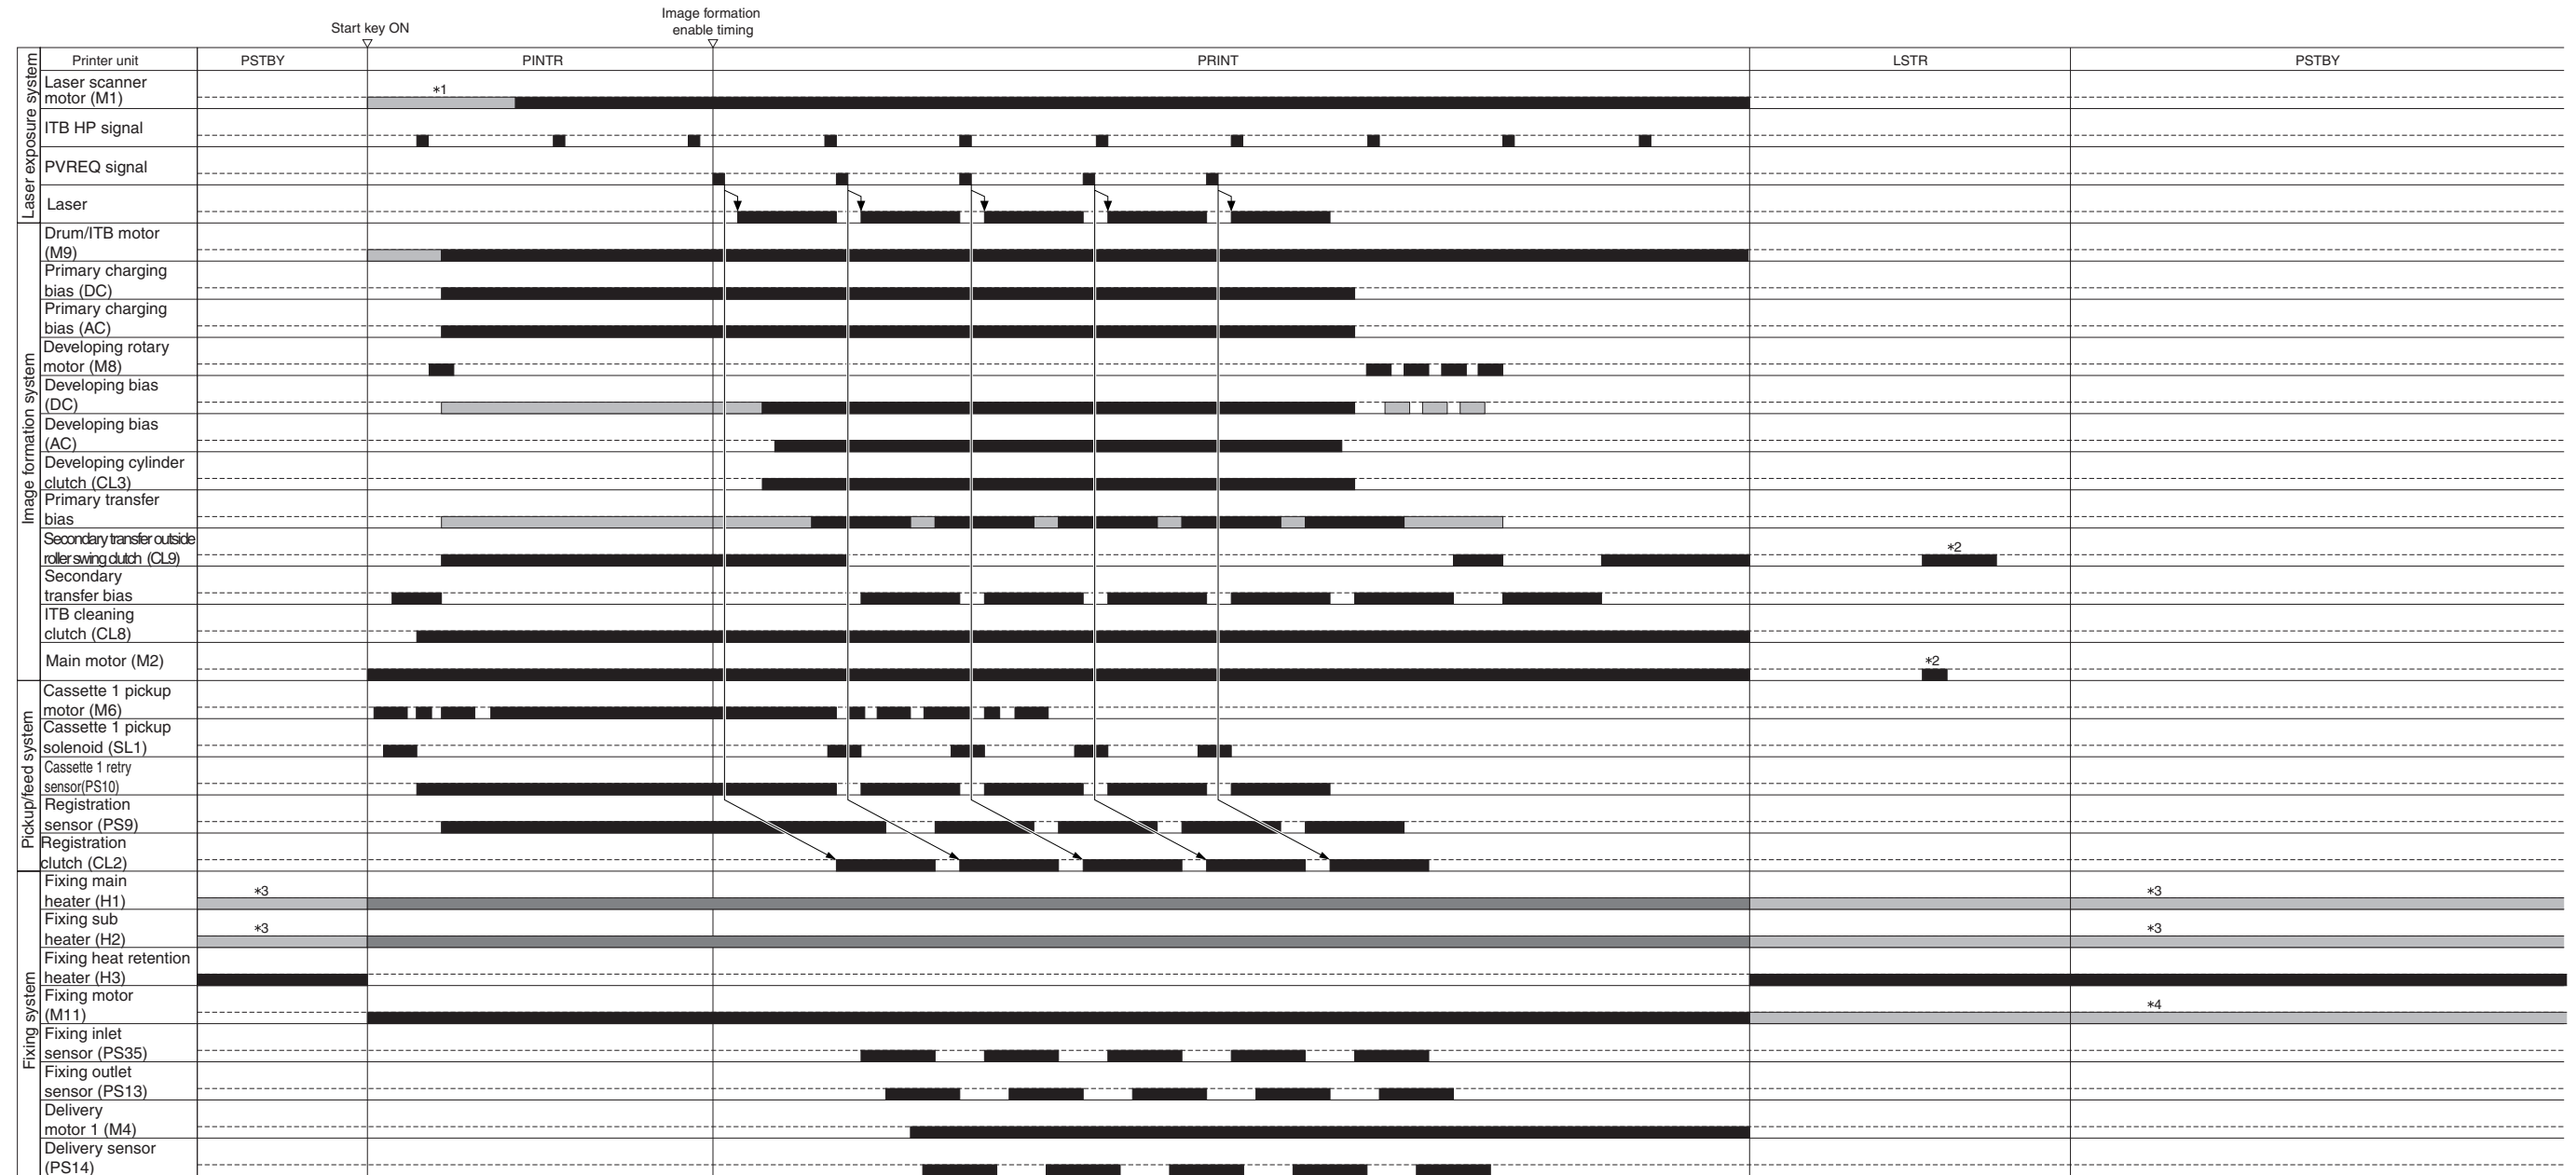 Image formation
Start key ON
enable timing
Laser exposure system
Printer unit
PSTBY
PINTR
PRINT
LSTR
PSTBY
Laser scanner
motor (M1)
*1
ITB HP signal
PVREQ signal
Laser
Image formation system
Drum/ITB motor
(M9)
Primary charging
bias (DC)
Primary charging
bias (AC)
Developing rotary
motor (M8)
Developing bias
(DC)
Developing bias
(AC)
Developing cylinder
clutch (CL3)
Primary transfer
bias
Secondary transfer outside
roller swing clutch (CL9)
*2
Secondary
transfer bias
ITB cleaning
clutch (CL8)
Main motor (M2)
*2
Pickup/feed system
Cassette 1 pickup
motor (M6)
Cassette 1 pickup
solenoid (SL1)
Cassette 1 retry
sensor(PS10)
Registration
sensor (PS9)
Registration
clutch (CL2)
Fixing system
Fixing main
heater (H1)
*3
*3
Fixing sub
heater (H2)
*3
*3
Fixing heat retention
heater (H3)
Fixing motor
(M11)
*4
Fixing inlet
sensor (PS35)
Fixing outlet
sensor (PS13)
Delivery
motor 1 (M4)
Delivery sensor
(PS14)